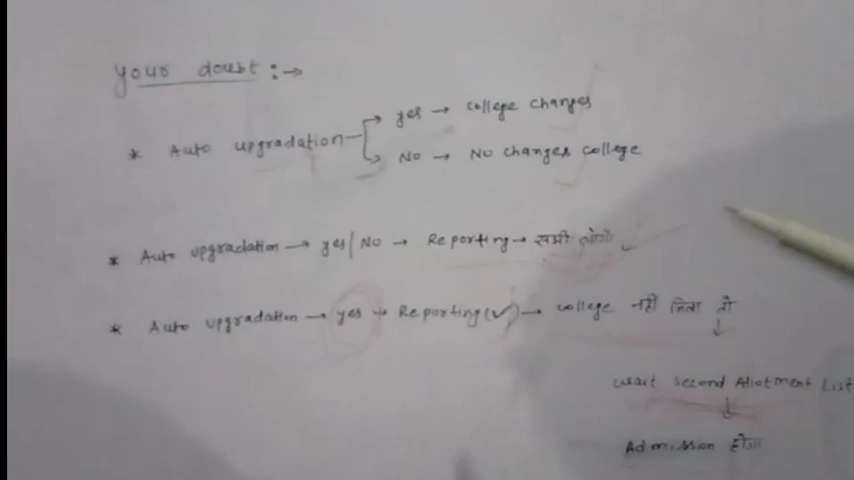 your doubt :→
* Auto upgradation → yes → college changes
→ No → No changes college
* Auto upgradation → yes/No → Reporting → सभी लोगो
* Auto upgradation → yes → Reporting(✓) → college नही मिला तो
↓
wait second Allotment List
↓
Admission होगा